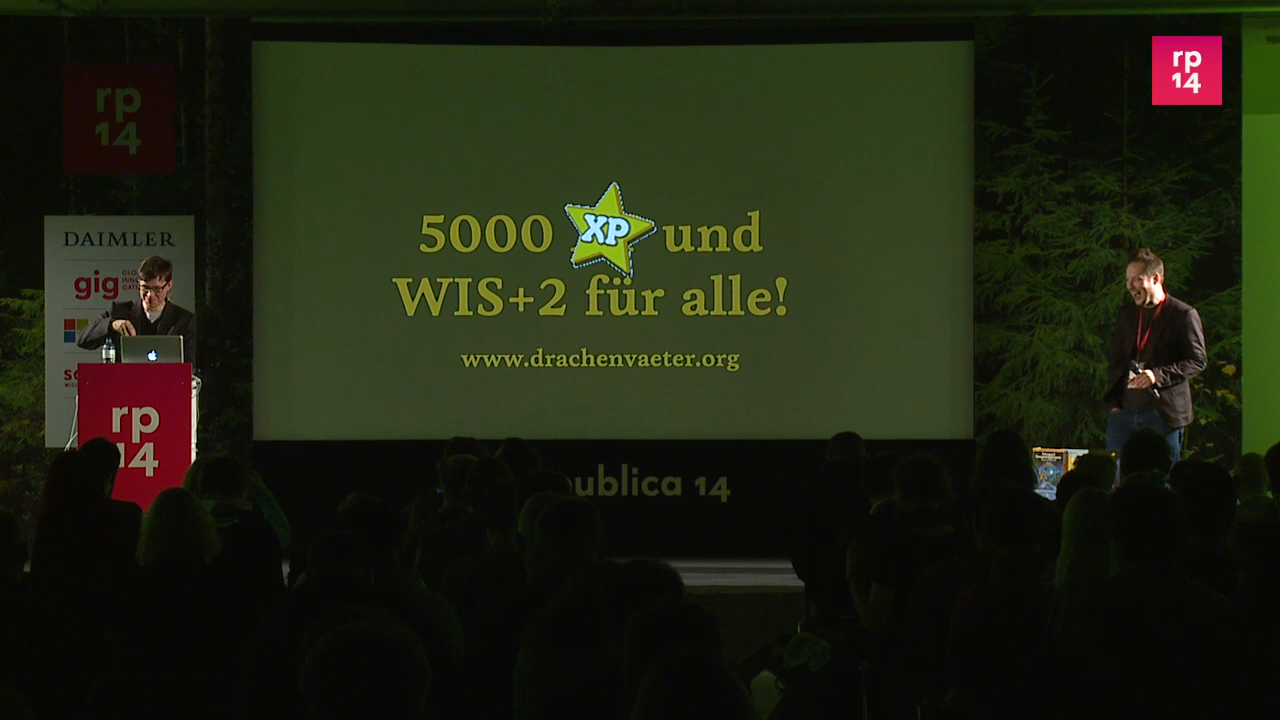 rp
14
rp
14
DAIMLER
gig
5000 XP und
WIS+2 für alle!
www.drachenvaeter.org
rp
14
publica 14